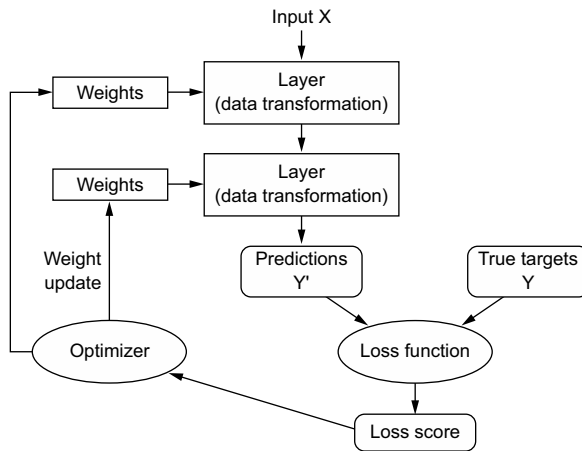 Input X
Weights
Layer
(data transformation)
Weights
Layer
(data transformation)
Weight
update
Predictions
Y'
True targets
Y
Optimizer
Loss function
Loss score